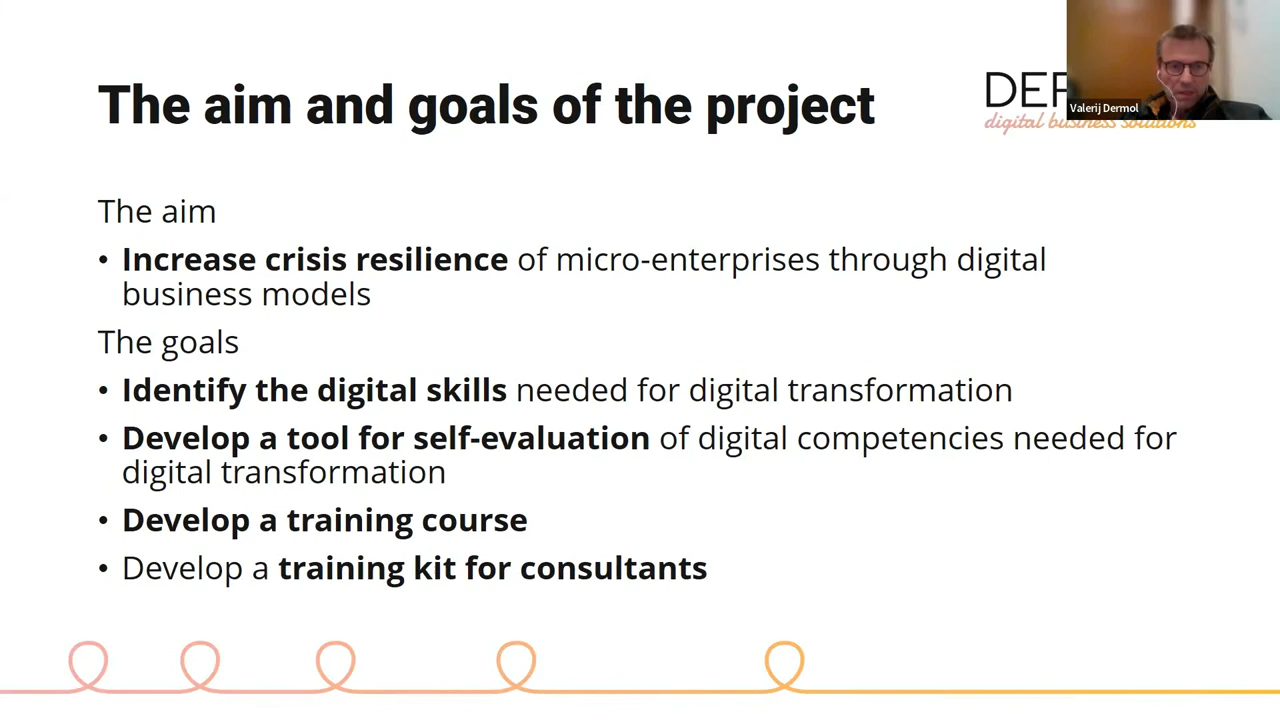 The aim and goals of the project
Valerij Dermol
digital business solutions
The aim
• Increase crisis resilience of micro-enterprises through digital
business models
The goals
• Identify the digital skills needed for digital transformation
• Develop a tool for self-evaluation of digital competencies needed for
digital transformation
• Develop a training course
• Develop a training kit for consultants